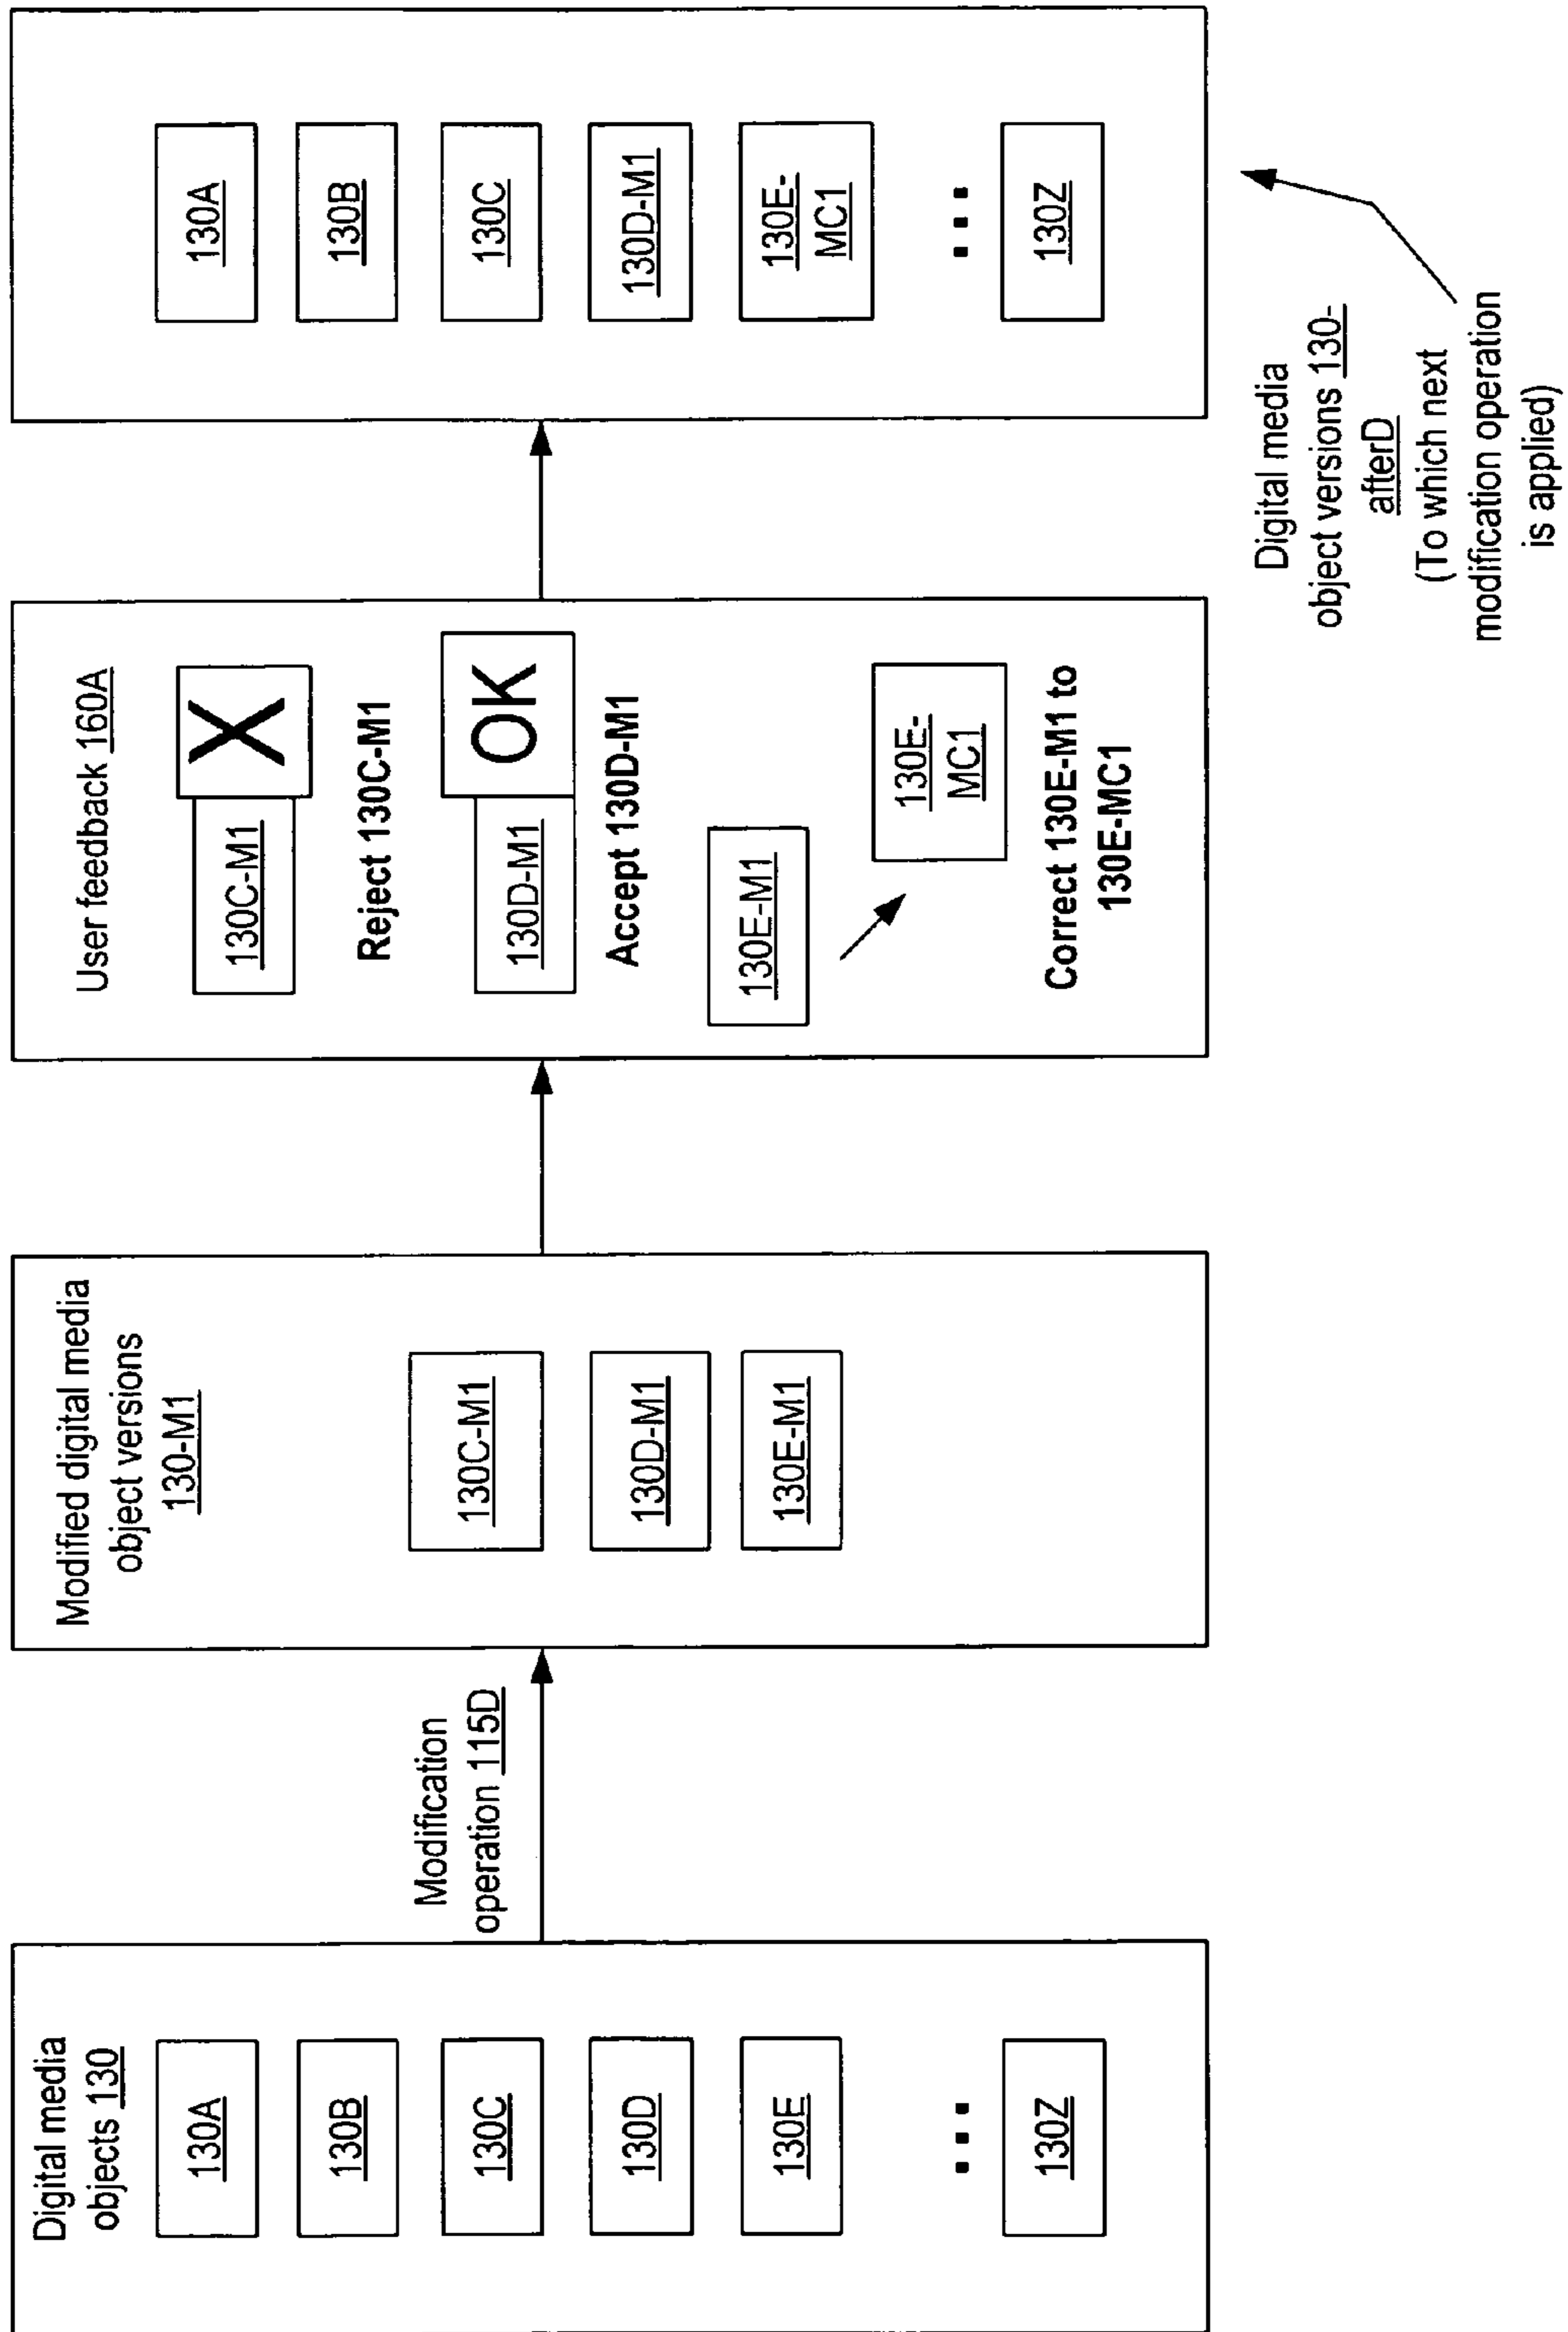 Digital media
objects 130
130A
130B
130C
130D
130E
...
130Z
Modification
operation 115D
Modified digital media
object versions
130-M1
130C-M1
130D-M1
130E-M1
User feedback 160A
130C-M1
X
Reject 130C-M1
130D-M1
OK
Accept 130D-M1
130E-M1
130E-
MC1
Correct 130E-M1 to
130E-MC1
130A
130B
130C
130D-M1
130E-
MC1
...
130Z
Digital media
object versions 130-
afterD
(To which next
modification operation
is applied)